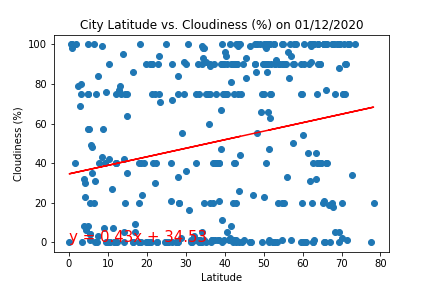 City Latitude vs. Cloudiness (%) on 01/12/2020
100
80
60
40
20
0
Cloudiness (%)
y = 0.43x + 34.53
0 10 20 30 40 50 60 70 80
Latitude